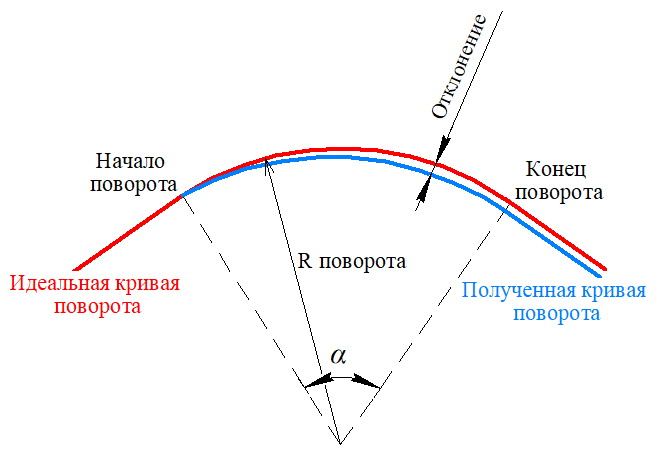 Отклонение
Начало
поворота
Конец
поворота
R поворота
Идеальная кривая
поворота
Полученная кривая
поворота
α